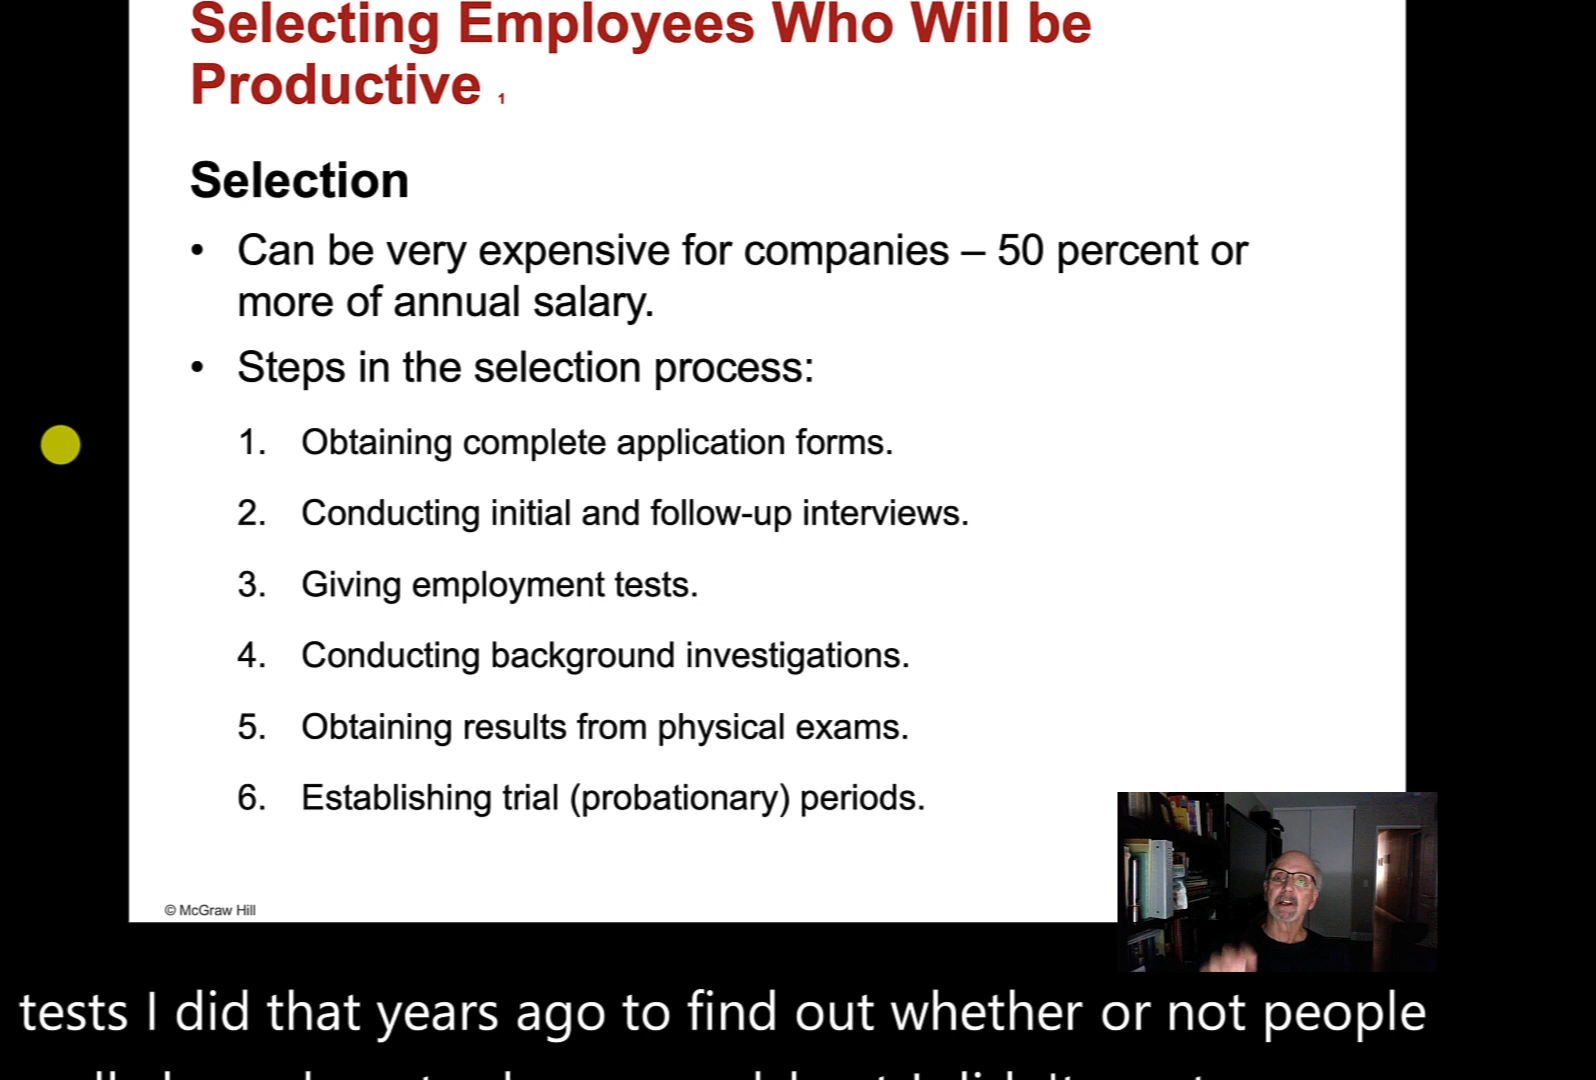 Selecting Employees Who Will be
Productive 1
Selection
• Can be very expensive for companies – 50 percent or
more of annual salary.
• Steps in the selection process:
1. Obtaining complete application forms.
2. Conducting initial and follow-up interviews.
3. Giving employment tests.
4. Conducting background investigations.
5. Obtaining results from physical exams.
6. Establishing trial (probationary) periods.
© McGraw Hill
tests I did that years ago to find out whether or not people